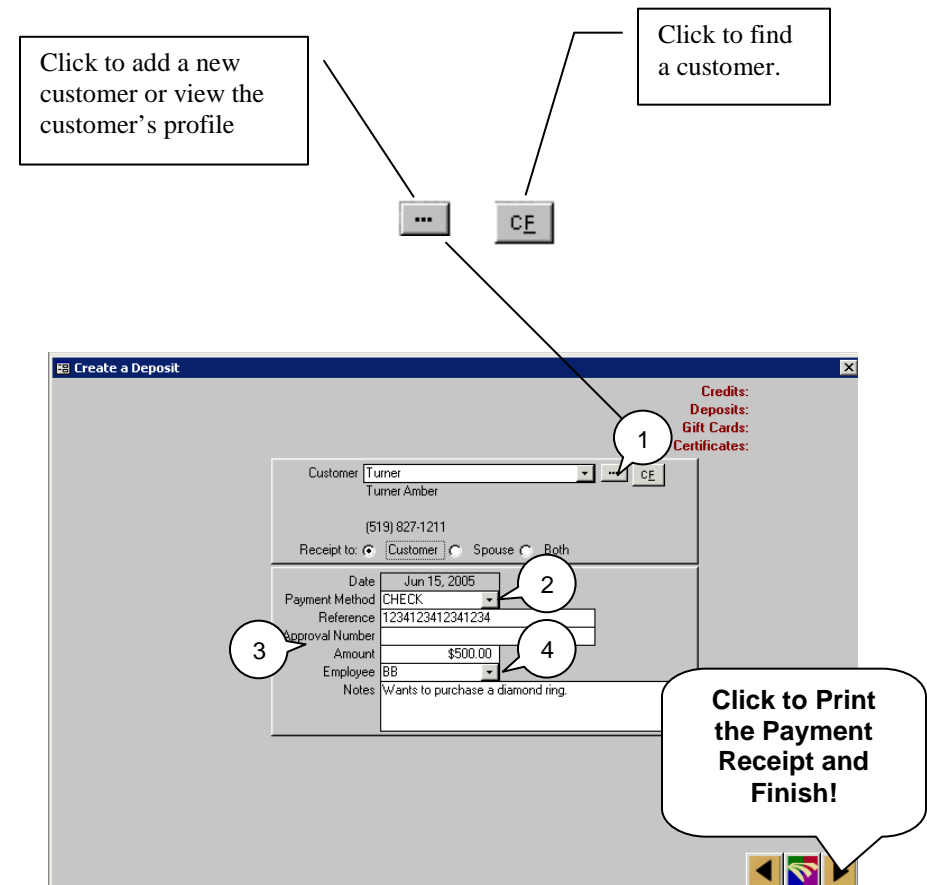 Click to add a new
customer or view the
customer’s profile
Click to find
a customer.
...
CF
Create a Deposit
Credits:
Deposits:
Gift Cards:
Certificates:
1
Customer Turner
... CF
Turner Amber
(519) 827-1211
Receipt to: Customer Spouse Both
Date Jun 15, 2005
2
Payment Method CHECK
Reference 1234123412341234
3
Approval Number
Amount $500.00
4
Employee BB
Notes Wants to purchase a diamond ring.
Click to Print
the Payment
Receipt and
Finish!